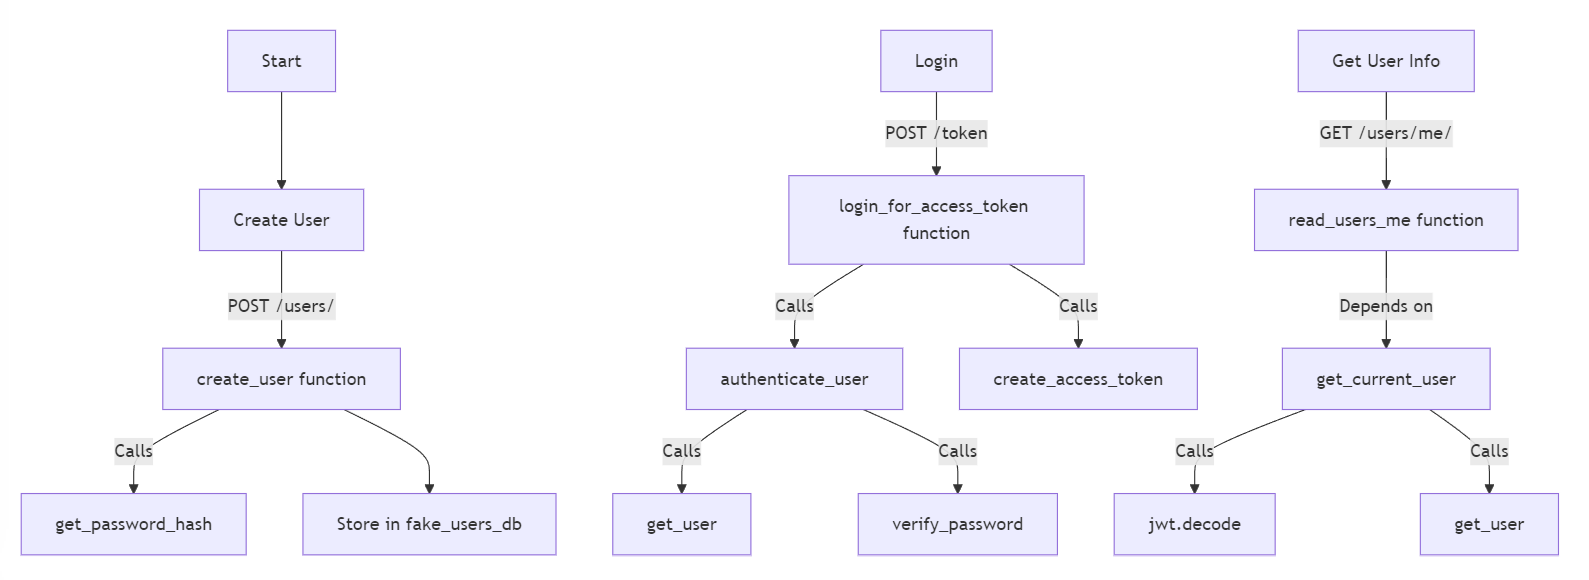 Start
Create User
POST /users/
create_user function
Calls
get_password_hash
Store in fake_users_db
Login
POST /token
login_for_access_token
function
Calls
Calls
authenticate_user
create_access_token
Calls
Calls
get_user
verify_password
Get User Info
GET /users/me/
read_users_me function
Depends on
get_current_user
Calls
Calls
jwt.decode
get_user